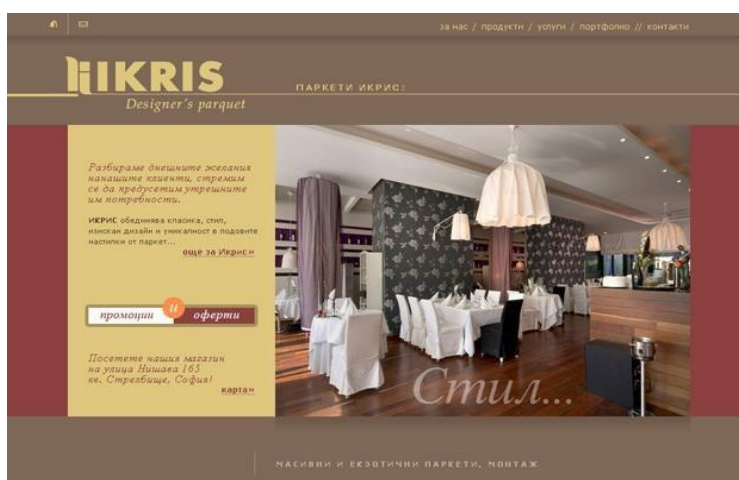 за нас / продукти / услуги / портфолио // контакти
IKRIS
Designer's parquet
ПАРКЕТИ ИКРИС:
Разбираме днешните желания
нанашите клиенти, стремим
се да предусетим утрешните
им потребности.
ИКРИС обединява класика, стил,
изискан дизайн и уникалност в подовите
настилки от паркет...
още за Икрис»
промоции и оферти
Посетете нашия магазин
на улица Нишава 165
кв. Стрелбище, София!
карта»
Стил...
МАСИВНИ И ЕКЗОТИЧНИ ПАРКЕТИ, МОНТАЖ